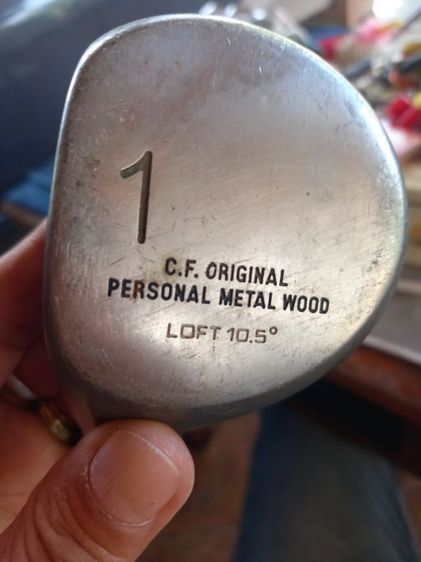 1
C.F. ORIGINAL
PERSONAL METAL WOOD
LOFT 10.5°